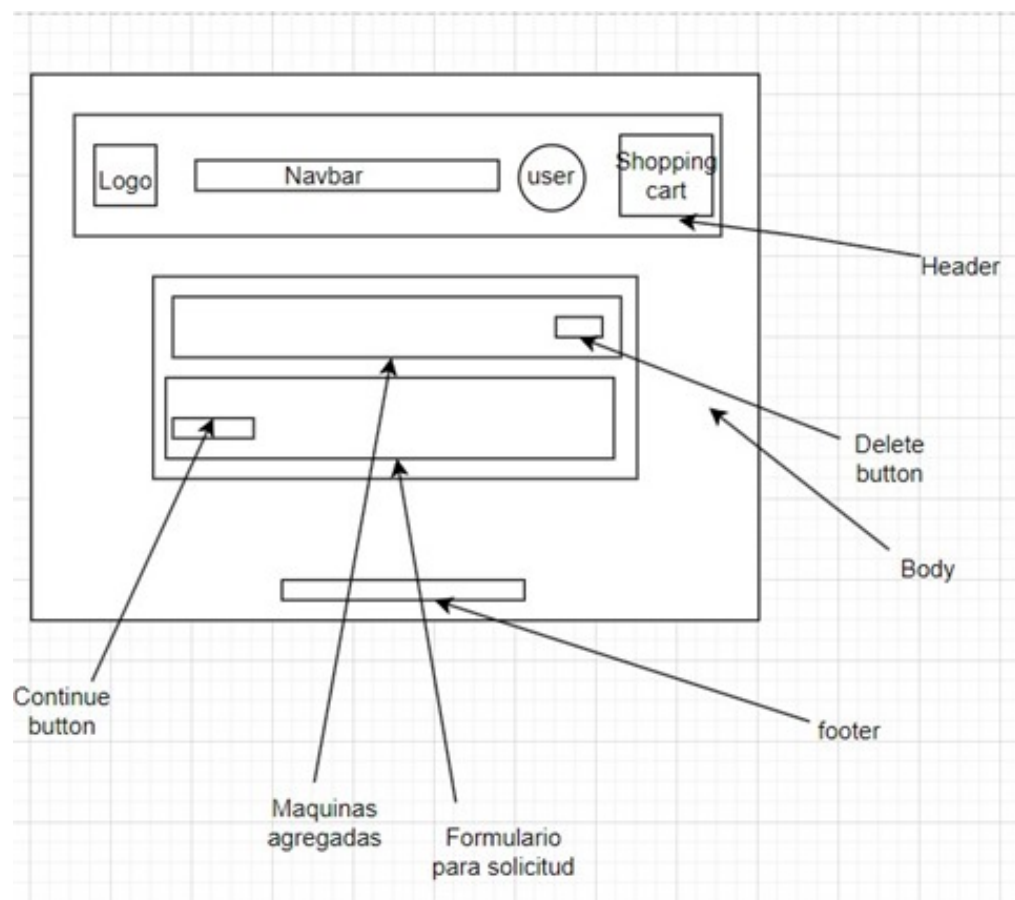 Logo
Navbar
user
Shopping
cart
Header
Delete
button
Body
Continue
button
footer
Maquinas
agregadas
Formulario
para solicitud